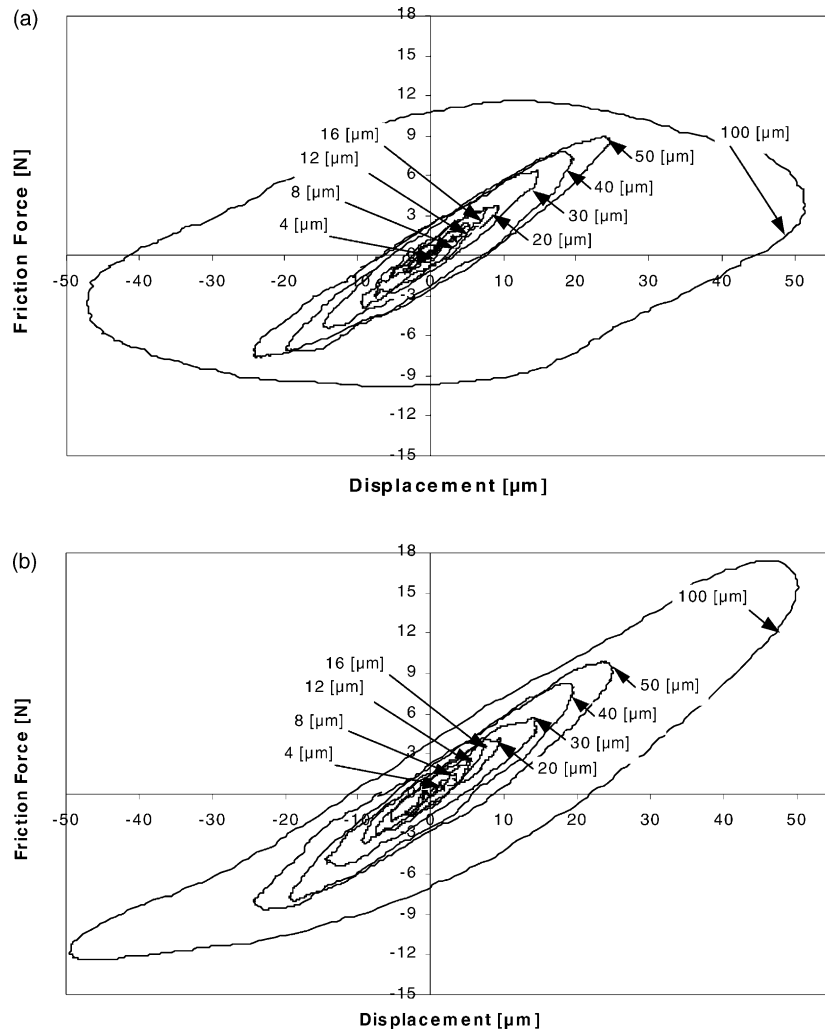 (a)
18
15
12
9
6
3
0
-3
-6
-9
-12
-15
-50 -40 -30 -20 -10 0 10 20 30 40 50
16 [µm]
12 [µm]
8 [µm]
4 [µm]
100 [µm]
50 [µm]
40 [µm]
30 [µm]
20 [µm]
Friction Force [N]
Displacement [µm]
(b)
18
15
12
9
6
3
-3
-6
-9
-12
-15
-50 -40 -30 -20 -10 0 10 20 30 40 50
16 [µm]
12 [µm]
8 [µm]
4 [µm]
100 [µm]
50 [µm]
40 [µm]
30 [µm]
20 [µm]
Friction Force [N]
Displacement [µm]